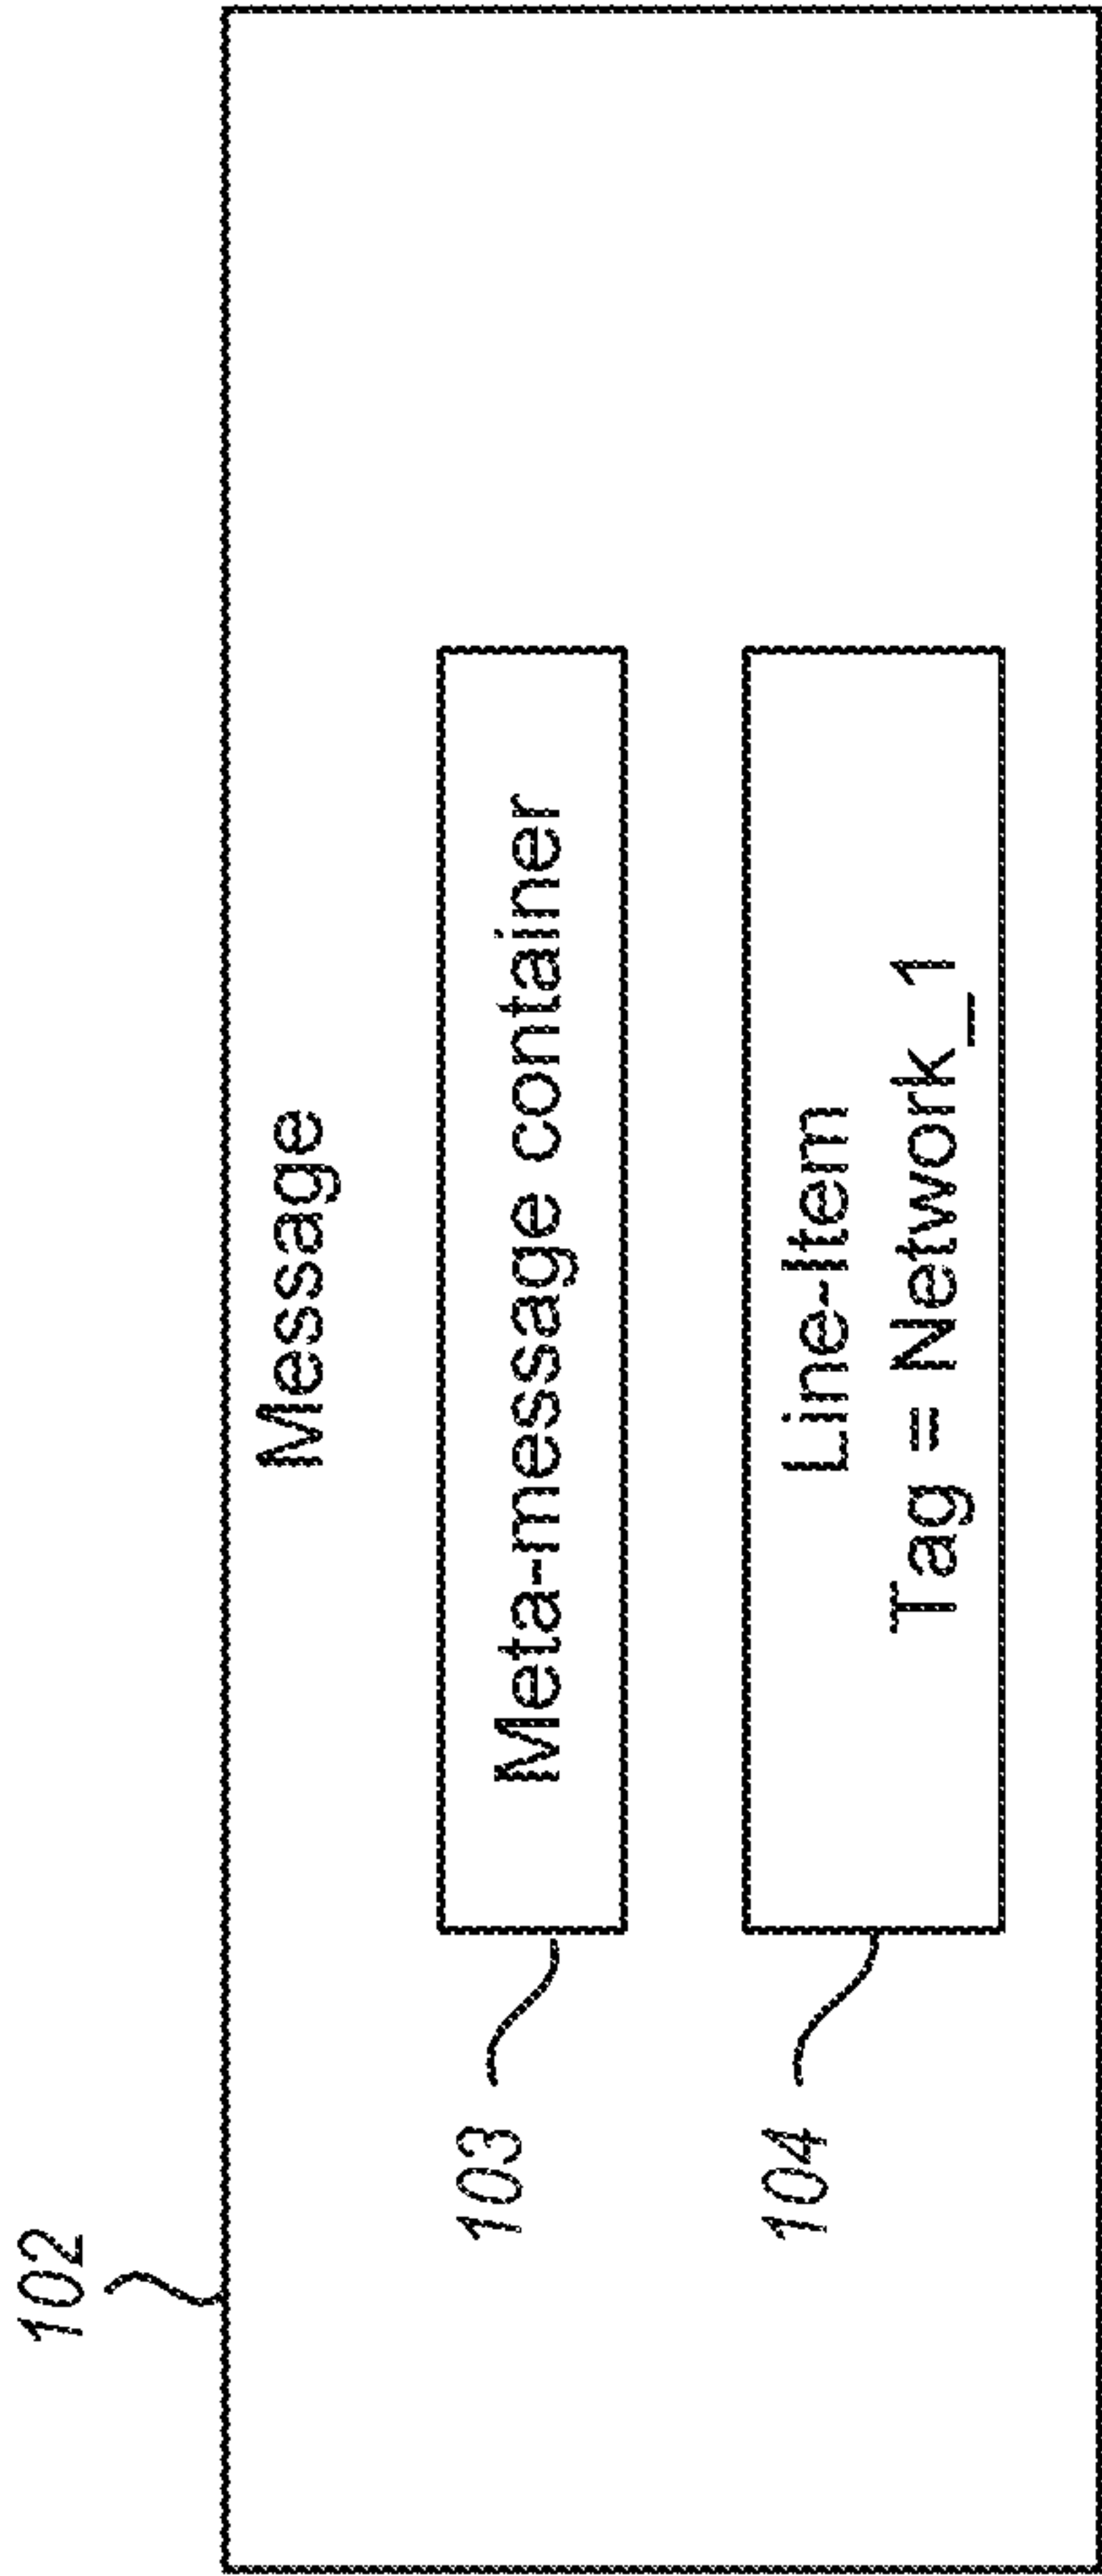 102
Message
103
Meta-message container
104
Line-Item
Tag = Network_1